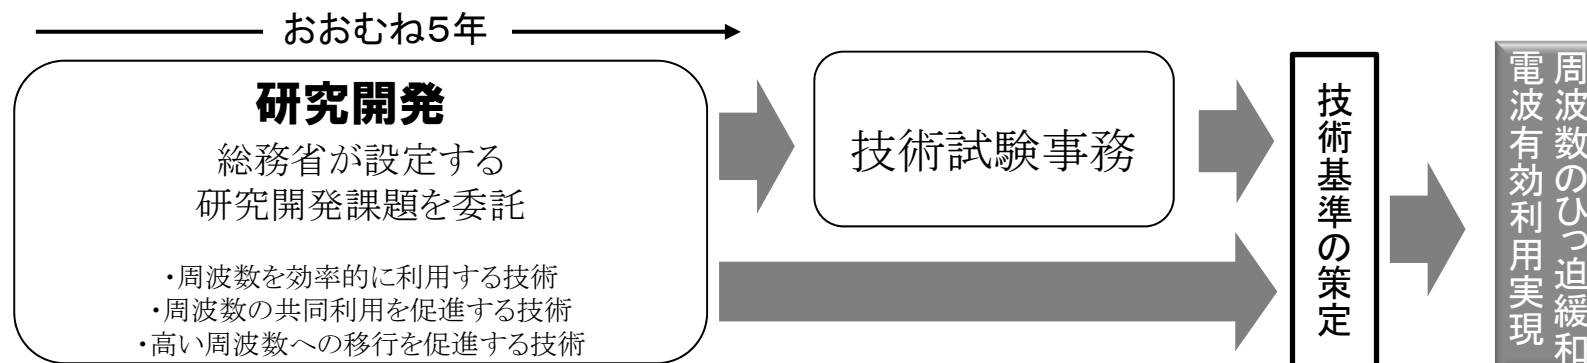 おおむね5年
研究開発
総務省が設定する
研究開発課題を委託
・周波数を効率的に利用する技術
・周波数の共同利用を促進する技術
・高い周波数への移行を促進する技術
技術試験事務
技術基準の策定
周波数のひっ迫緩和
電波有効利用実現